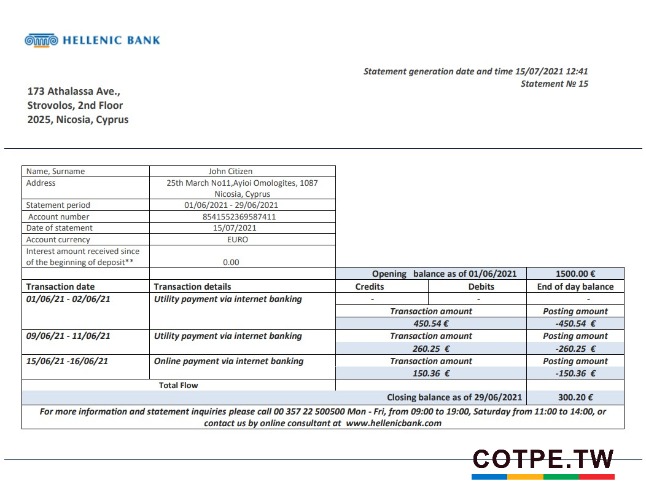 HELLENIC BANK
Statement generation date and time 15/07/2021 12:41
Statement № 15
173 Athalassa Ave.,
Strovolos, 2nd Floor
2025, Nicosia, Cyprus
Name, Surname John Citizen
Address 25th March No11,Ayioi Omologites, 1087
Nicosia, Cyprus
Statement period 01/06/2021 - 29/06/2021
Account number 8541552369587411
Date of statement 15/07/2021
Account currency EURO
Interest amount received since
of the beginning of deposit** 0.00
Opening balance as of 01/06/2021 1500.00 €
Transaction date Transaction details Credits Debits End of day balance
01/06/21 - 02/06/21 Utility payment via internet banking - - -
Transaction amount Posting amount
450.54 € -450.54 €
09/06/21 - 11/06/21 Utility payment via internet banking Transaction amount Posting amount
260.25 € -260.25 €
15/06/21 -16/06/21 Online payment via internet banking Transaction amount Posting amount
150.36 € -150.36 €
Total Flow
Closing balance as of 29/06/2021 300.20 €
For more information and statement inquiries please call 00 357 22 500500 Mon - Fri, from 09:00 to 19:00, Saturday from 11:00 to 14:00, or
contact us by online consultant at www.hellenicbank.com
COTPE.TW